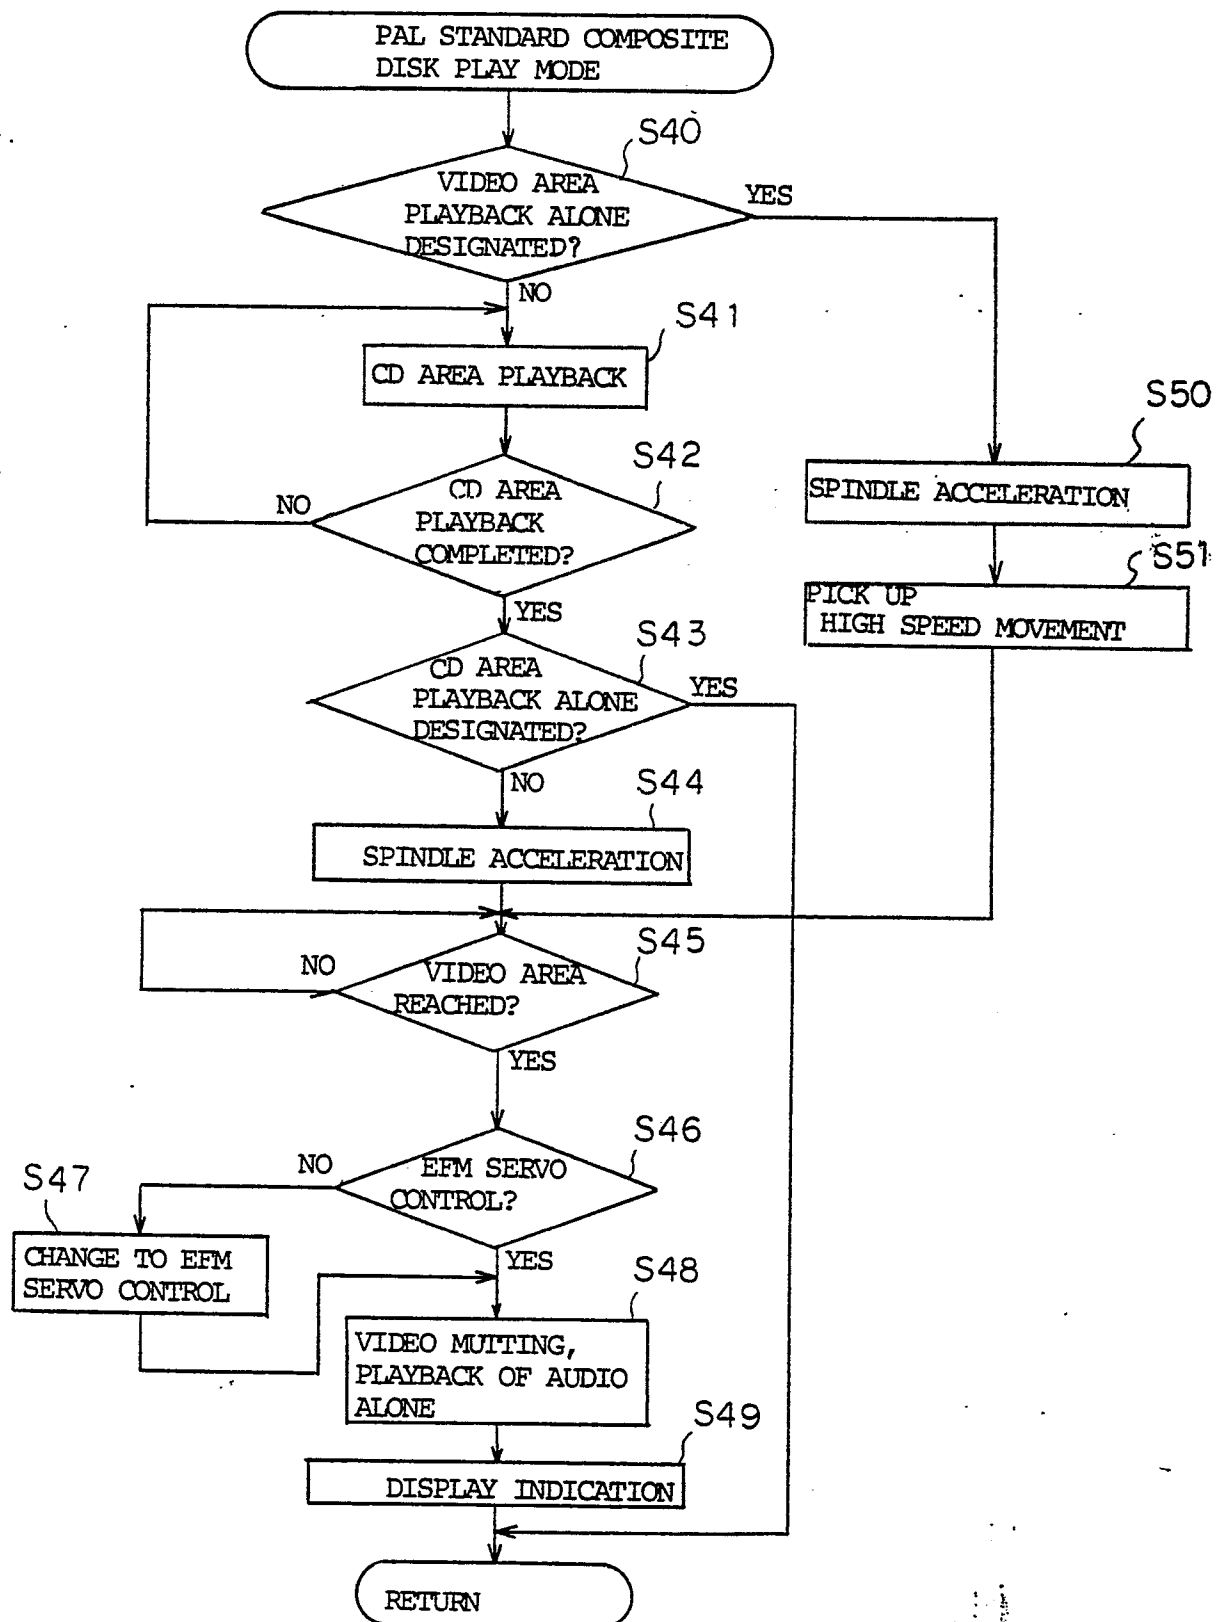 PAL STANDARD COMPOSITE
DISK PLAY MODE
S40
VIDEO AREA
PLAYBACK ALONE
DESIGNATED?
YES
NO
S41
CD AREA PLAYBACK
S42
CD AREA
PLAYBACK
COMPLETED?
NO
YES
S50
SPINDLE ACCELERATION
S51
PICK UP
HIGH SPEED MOVEMENT
S43
CD AREA
PLAYBACK ALONE
DESIGNATED?
YES
NO
S44
SPINDLE ACCELERATION
S45
VIDEO AREA
REACHED?
NO
YES
S46
EFM SERVO
CONTROL?
NO
YES
S47
CHANGE TO EFM
SERVO CONTROL
S48
VIDEO MUTTING,
PLAYBACK OF AUDIO
ALONE
S49
DISPLAY INDICATION
RETURN